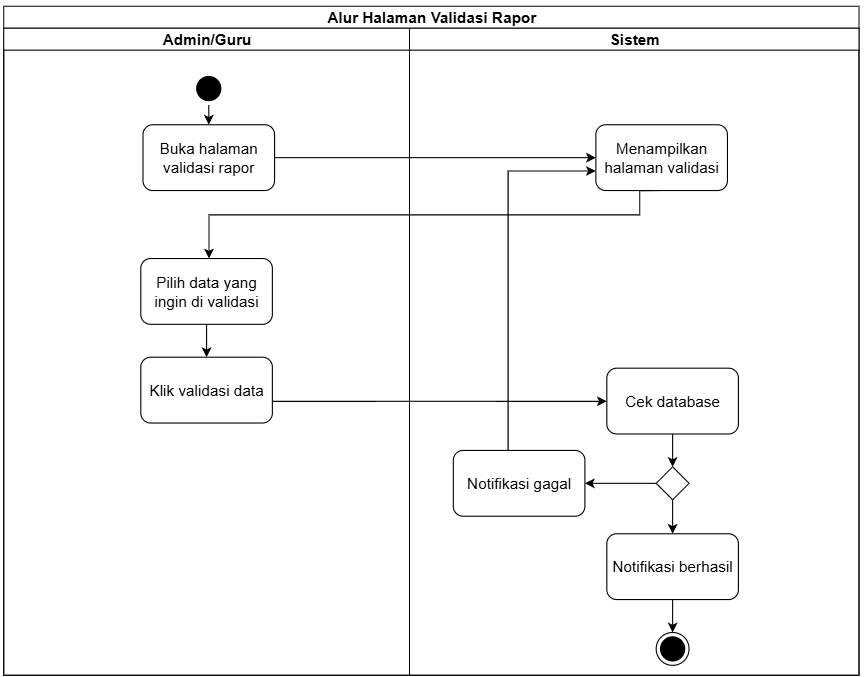 Alur Halaman Validasi Rapor
Admin/Guru
Sistem
Buka halaman
validasi rapor
Menampilkan
halaman validasi
Pilih data yang
ingin di validasi
Klik validasi data
Cek database
Notifikasi gagal
Notifikasi berhasil